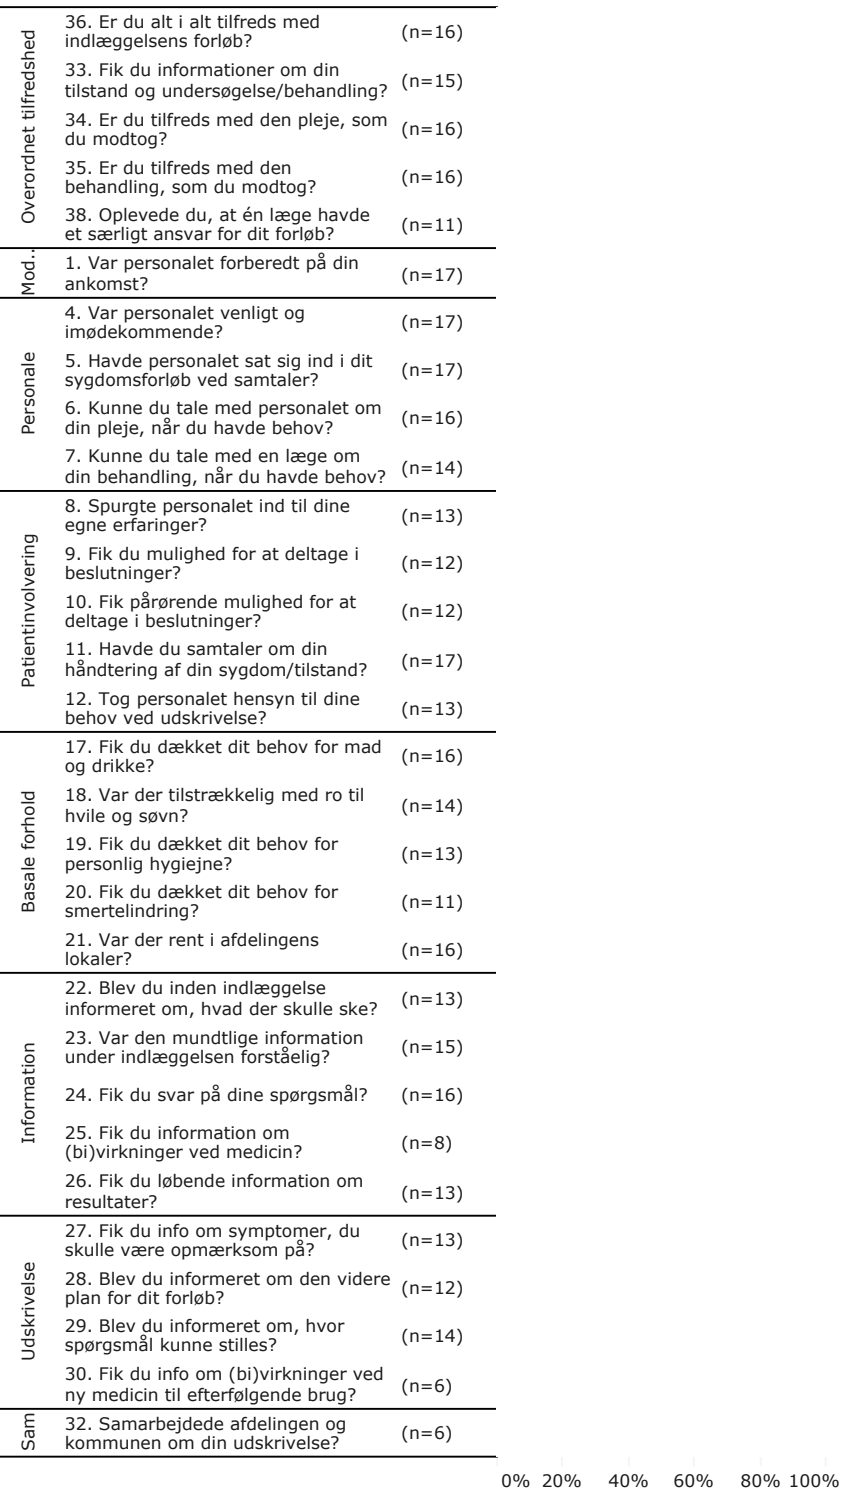 Overordnet tilfredshed
36. Er du alt i alt tilfreds med
indlæggelsens forløb?
(n=16)
33. Fik du informationer om din
tilstand og undersøgelse/behandling?
(n=15)
34. Er du tilfreds med den pleje, som
du modtog?
(n=16)
35. Er du tilfreds med den
behandling, som du modtog?
(n=16)
38. Oplevede du, at én læge havde
et særligt ansvar for dit forløb?
(n=11)
Mod..
1. Var personalet forberedt på din
ankomst?
(n=17)
Personale
4. Var personalet venligt og
imødekommende?
(n=17)
5. Havde personalet sat sig ind i dit
sygdomsforløb ved samtaler?
(n=17)
6. Kunne du tale med personalet om
din pleje, når du havde behov?
(n=16)
7. Kunne du tale med en læge om
din behandling, når du havde behov?
(n=14)
Patientinvolvering
8. Spurgte personalet ind til dine
egne erfaringer?
(n=13)
9. Fik du mulighed for at deltage i
beslutninger?
(n=12)
10. Fik pårørende mulighed for at
deltage i beslutninger?
(n=12)
11. Havde du samtaler om din
håndtering af din sygdom/tilstand?
(n=17)
12. Tog personalet hensyn til dine
behov ved udskrivelse?
(n=13)
Basale forhold
17. Fik du dækket dit behov for mad
og drikke?
(n=16)
18. Var der tilstrækkelig med ro til
hvile og søvn?
(n=14)
19. Fik du dækket dit behov for
personlig hygiejne?
(n=13)
20. Fik du dækket dit behov for
smertelindring?
(n=11)
21. Var der rent i afdelingens
lokaler?
(n=16)
Information
22. Blev du inden indlæggelse
informeret om, hvad der skulle ske?
(n=13)
23. Var den mundtlige information
under indlæggelsen forståelig?
(n=15)
24. Fik du svar på dine spørgsmål?
(n=16)
25. Fik du information om
(bi)virkninger ved medicin?
(n=8)
26. Fik du løbende information om
resultater?
(n=13)
Udskrivelse
27. Fik du info om symptomer, du
skulle være opmærksom på?
(n=13)
28. Blev du informeret om den videre
plan for dit forløb?
(n=12)
29. Blev du informeret om, hvor
spørgsmål kunne stilles?
(n=14)
30. Fik du info om (bi)virkninger ved
ny medicin til efterfølgende brug?
(n=6)
Sam
32. Samarbejdede afdelingen og
kommunen om din udskrivelse?
(n=6)
0% 20% 40% 60% 80% 100%